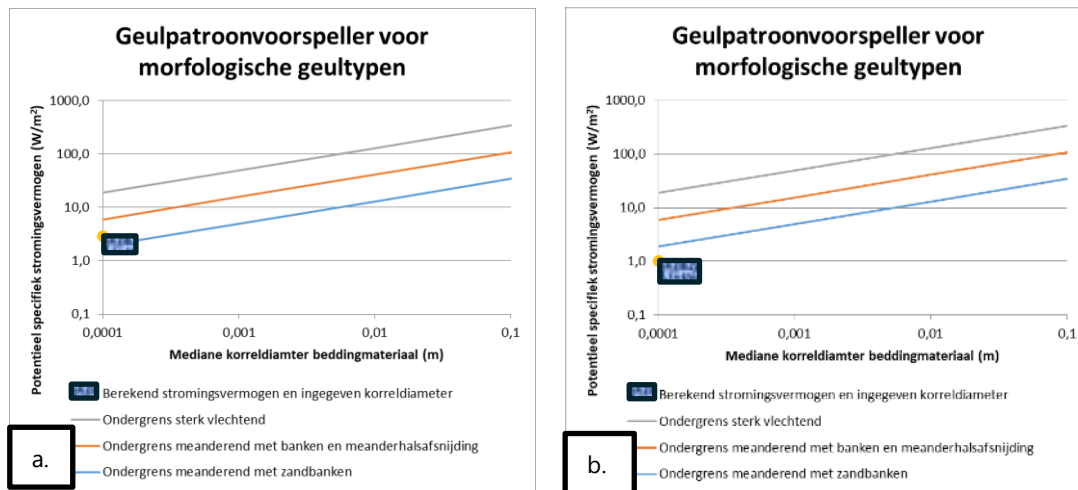 Geulpatroonvoorspeller voor
morfologische geultypen
Potentieel specifiek stromingsvermogen (W/m²)
1000,0
100,0
10,0
1,0
0,1
0,0001
0,001
0,01
0,1
Mediane korreldiamter beddingmateriaal (m)
Berekend stromingsvermogen en ingegeven korreldiameter
Ondergrens sterk vlechtend
Ondergrens meanderend met banken en meanderhalsafsnijding
Ondergrens meanderend met zandbanken
a.
Geulpatroonvoorspeller voor
morfologische geultypen
Potentieel specifiek stromingsvermogen (W/m²)
1000,0
100,0
10,0
1,0
0,1
0,0001
0,001
0,01
0,1
Mediane korreldiamter beddingmateriaal (m)
Berekend stromingsvermogen en ingegeven korreldiameter
Ondergrens sterk vlechtend
Ondergrens meanderend met banken en meanderhalsafsnijding
Ondergrens meanderend met zandbanken
b.